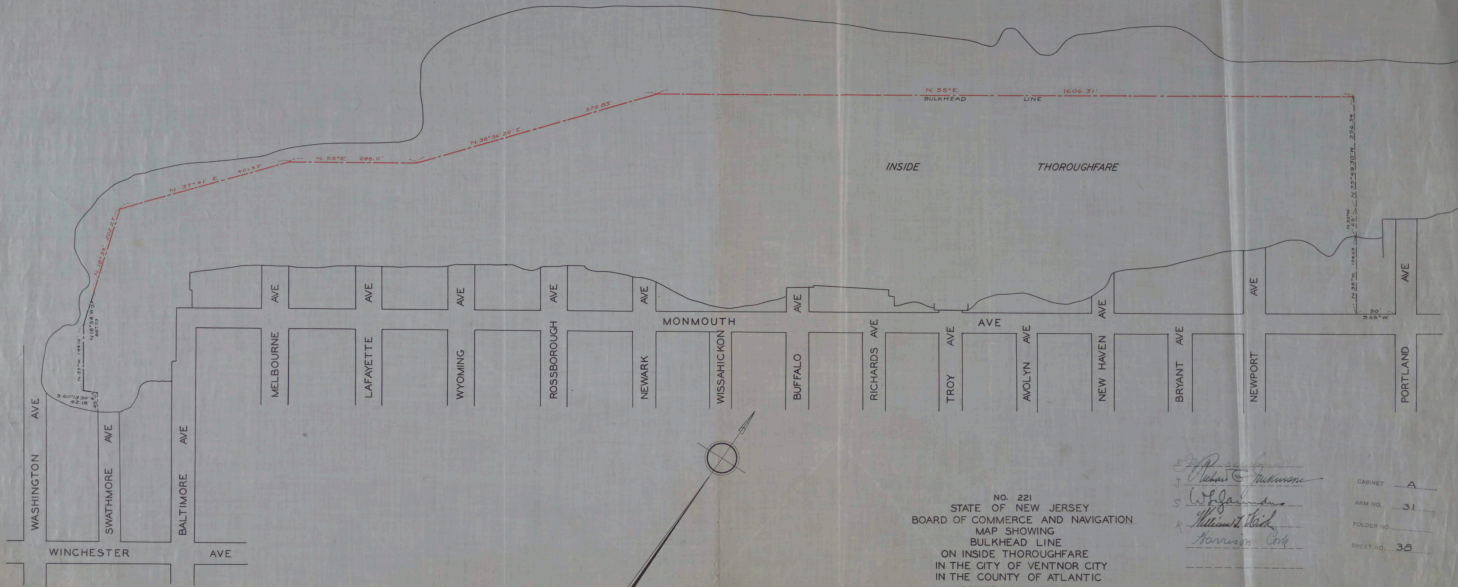 N 55° E 1606.31'
BULKHEAD LINE
INSIDE THOROUGHFARE
WASHINGTON AVE
SWATHMORE AVE
BALTIMORE AVE
WINCHESTER AVE
MELBOURNE AVE
LAFAYETTE AVE
WYOMING AVE
ROSSBOROUGH AVE
NEWARK AVE
MONMOUTH AVE
WISSAHICKON
BUFFALO AVE
RICHARDS AVE
TROY AVE
AVOLYN AVE
NEW HAVEN AVE
BRYANT AVE
NEWPORT AVE
PORTLAND AVE
NO. 221
STATE OF NEW JERSEY
BOARD OF COMMERCE AND NAVIGATION
MAP SHOWING
BULKHEAD LINE
ON INSIDE THOROUGHFARE
IN THE CITY OF VENTNOR CITY
IN THE COUNTY OF ATLANTIC
CABINET A
ARM NO. 31
FOLDER NO.
SHEET NO. 38